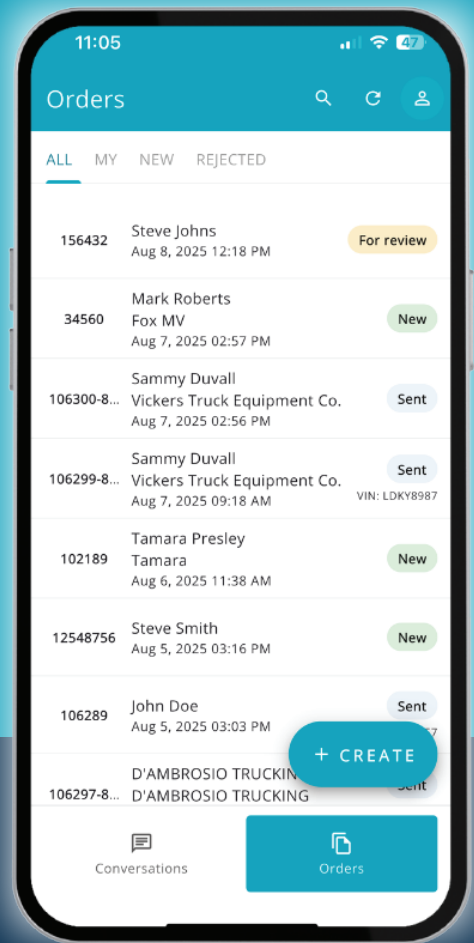 11:05
47
Orders
ALL MY NEW REJECTED
156432
Steve Johns
Aug 8, 2025 12:18 PM
For review
34560
Mark Roberts
Fox MV
Aug 7, 2025 02:57 PM
New
106300-8...
Sammy Duvall
Vickers Truck Equipment Co.
Aug 7, 2025 02:56 PM
Sent
106299-8...
Sammy Duvall
Vickers Truck Equipment Co.
Aug 7, 2025 09:18 AM
Sent
VIN: LDKY8987
102189
Tamara Presley
Tamara
Aug 6, 2025 11:38 AM
New
12548756
Steve Smith
Aug 5, 2025 03:16 PM
New
106289
John Doe
Aug 5, 2025 03:03 PM
Sent
7
+ CREATE
106297-8...
D'AMBROSIO TRUCKIN
D'AMBROSIO TRUCKING
Sent
Conversations
Orders